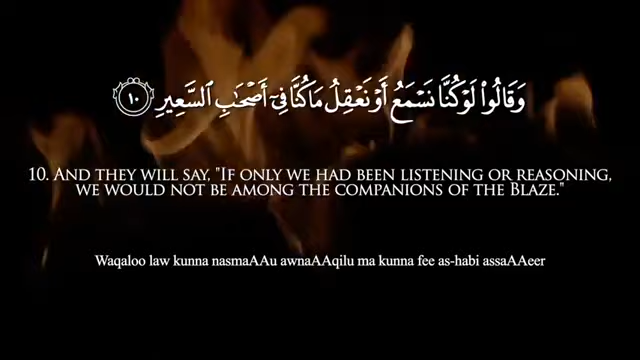 وَقَالُوا۟ لَوْ كُنَّا نَسْمَعُ أَوْ نَعْقِلُ مَا كُنَّا فِىٓ أَصْحَٰبِ ٱلسَّعِيرِ ١٠
10. And they will say, "If only we had been listening or reasoning,
we would not be among the companions of the Blaze."
Waqaloo law kunna nasmaAAu awnaAAqilu ma kunna fee as-habi assaAAeer